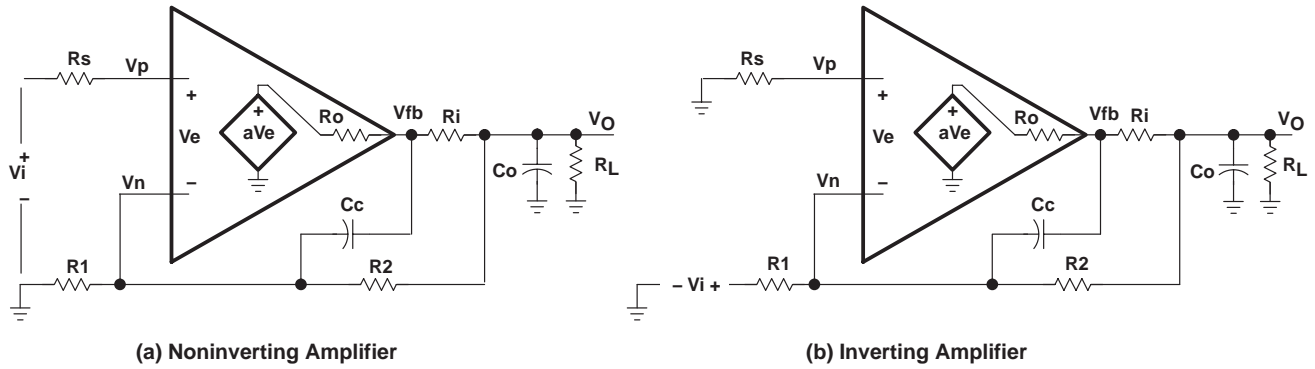 Rs
Vp
+
Vfb
Ri
VO
+
Ro
aVe
Ve
+
Vi
–
RL
Co
Vn
–
Cc
R1
R2
(a) Noninverting Amplifier
Rs
Vp
+
Vfb
Ri
VO
+
Ro
aVe
Ve
RL
Co
Vn
–
Cc
– Vi +
R1
R2
(b) Inverting Amplifier